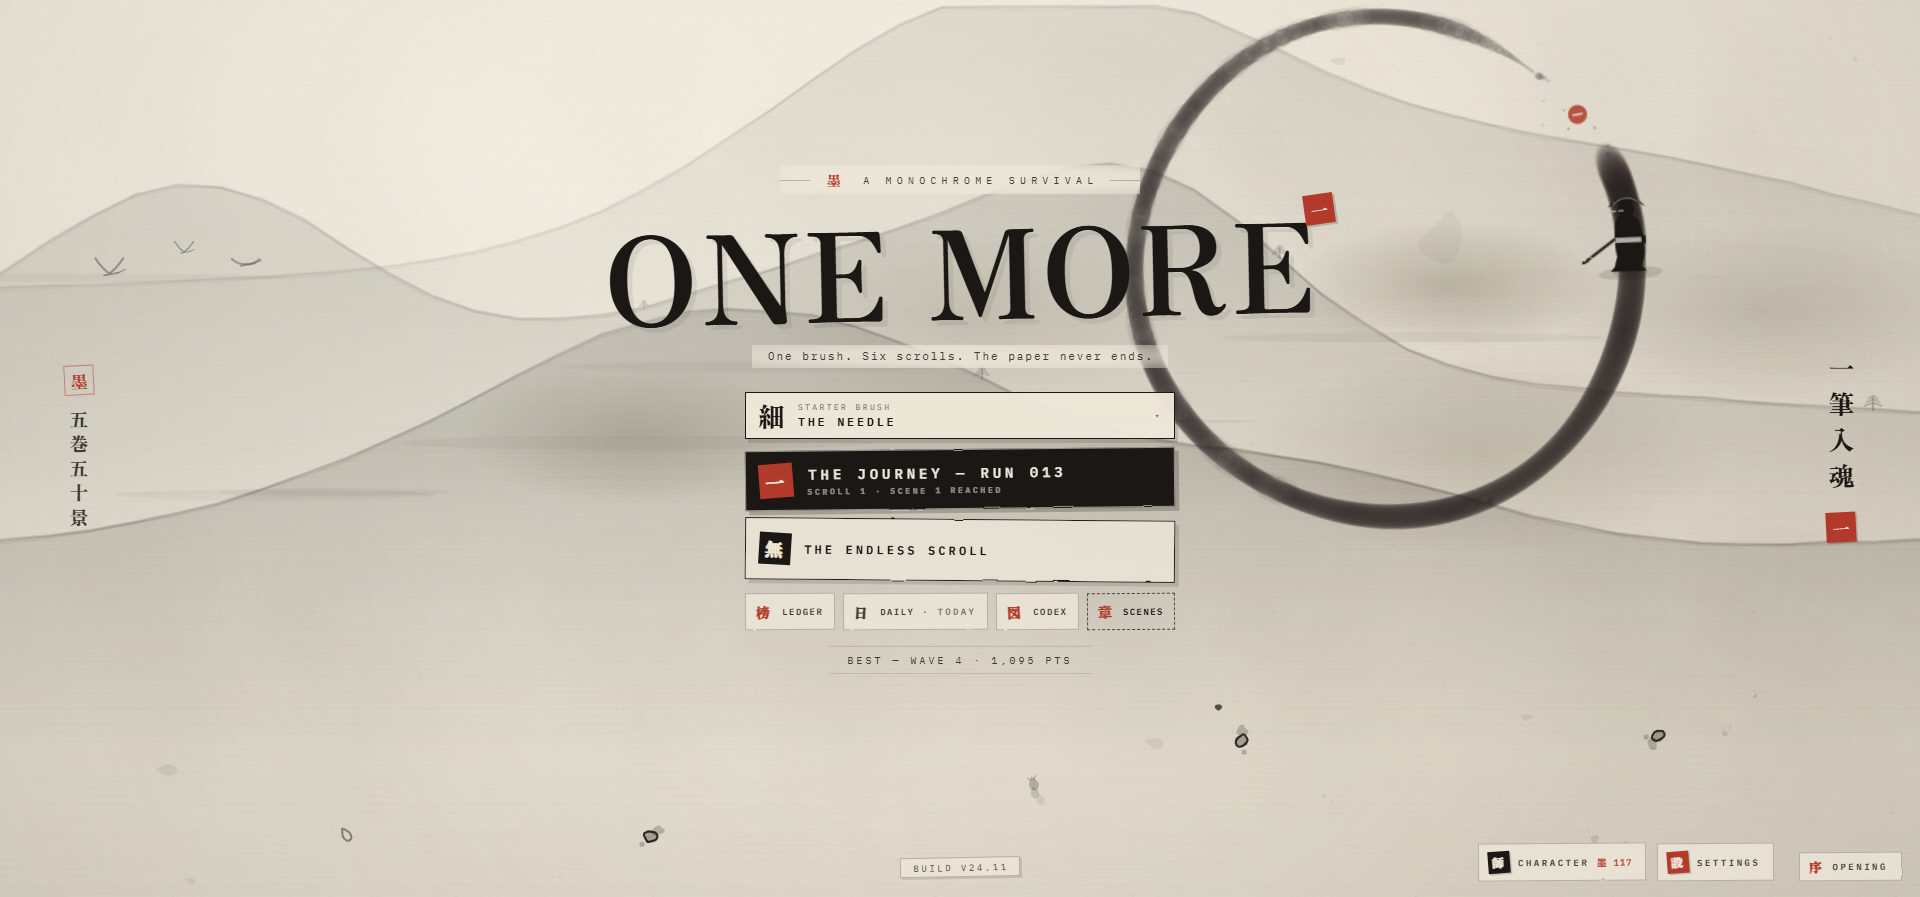 墨 A MONOCHROME SURVIVAL
ONE MORE
一
One brush. Six scrolls. The paper never ends.
細 STARTER BRUSH
THE NEEDLE
一 THE JOURNEY — RUN 013
SCROLL 1 · SCENE 1 REACHED
無 THE ENDLESS SCROLL
榜 LEDGER
日 DAILY · TODAY
図 CODEX
章 SCENES
BEST — WAVE 4 · 1,095 PTS
墨
五巻五十景
一筆入魂
一
BUILD V24.11
師 CHARACTER 墨 117
設 SETTINGS
序 OPENING